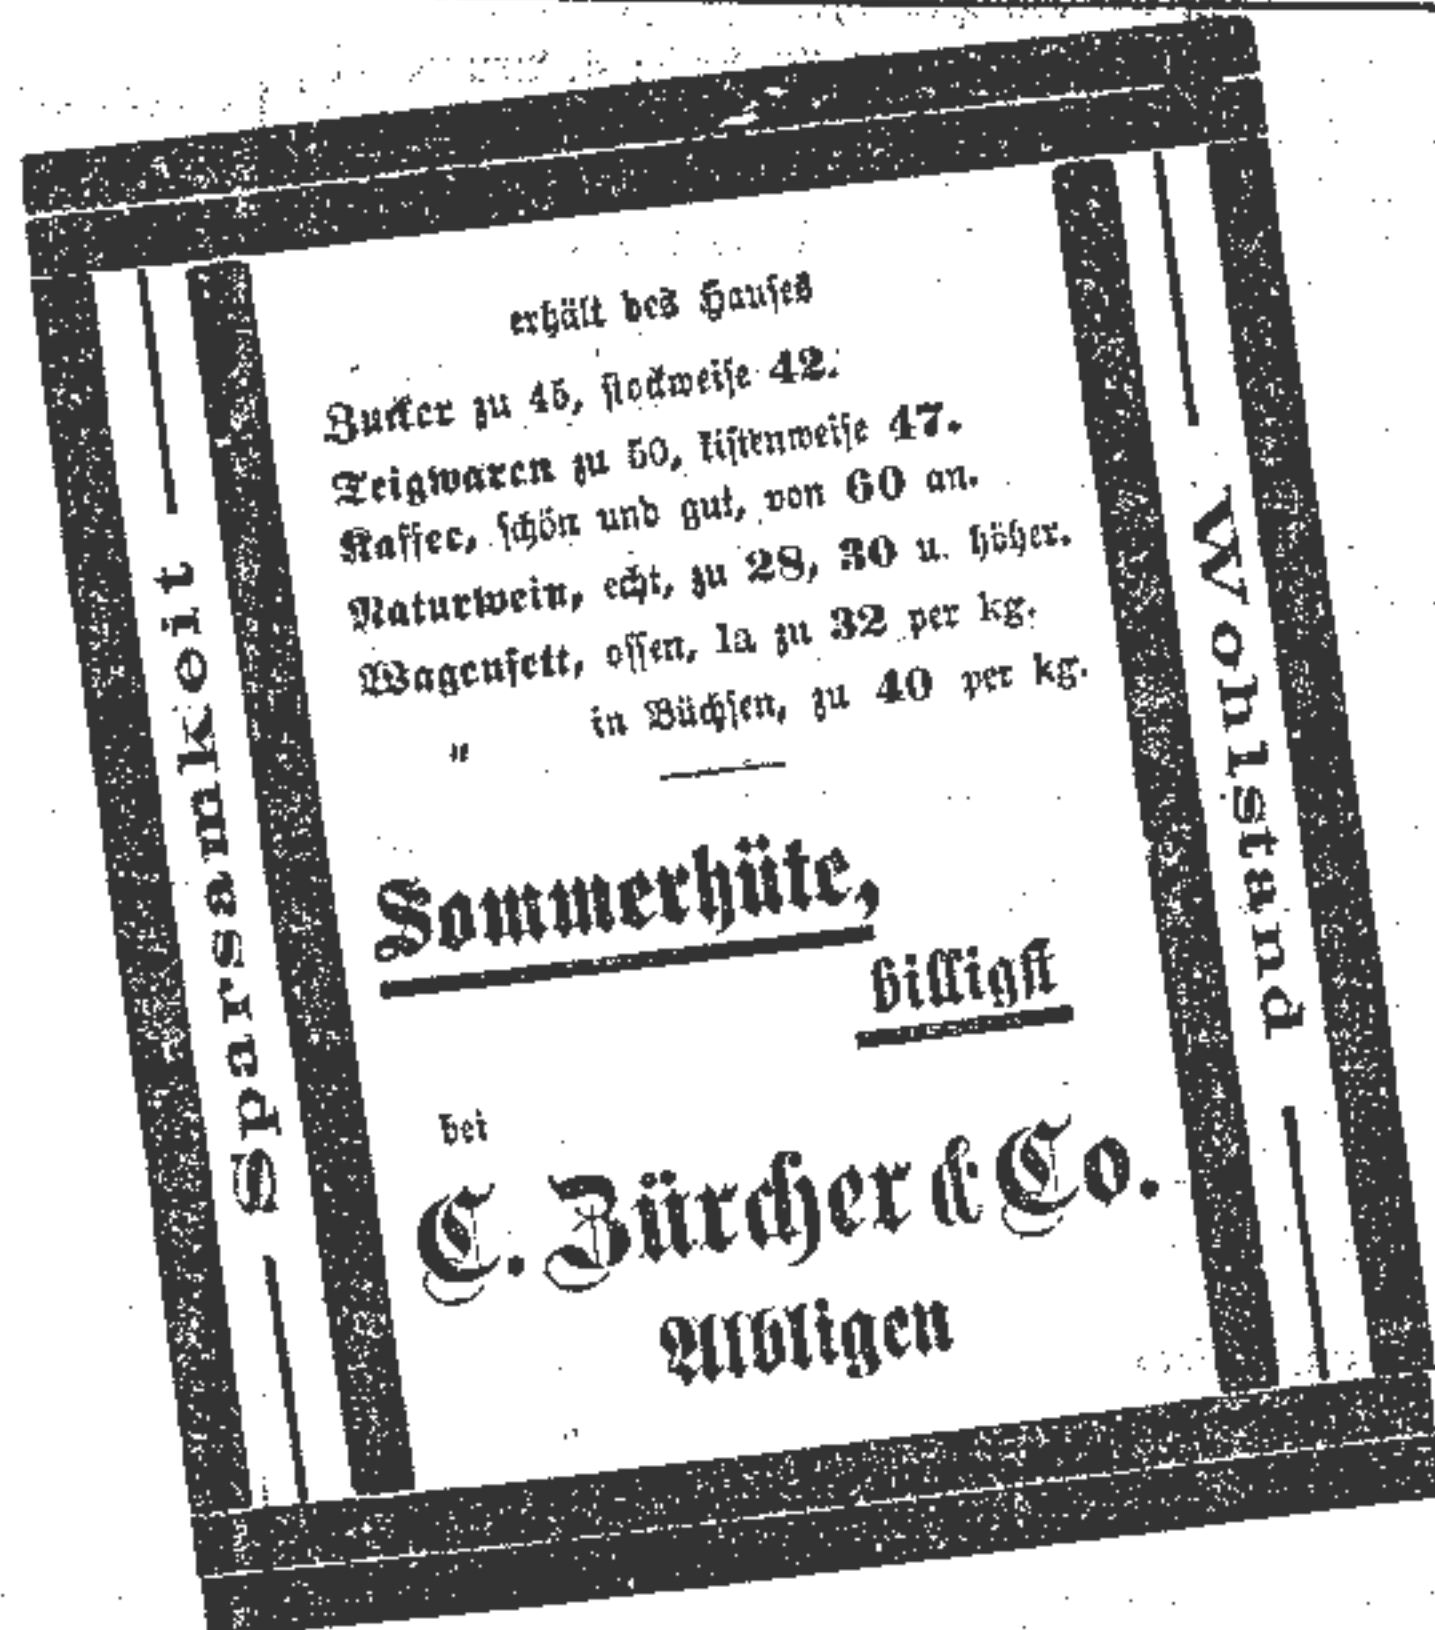 Sparsamkeit
erhält des Hauses
Wohlstand
Zucker zu 45, stockweise 42.
Teigwaren zu 50, kistenweise 47.
Kaffee, schön und gut, von 60 an.
Naturwein, echt, zu 28, 30 u. höher.
Wagenfett, offen, 1a zu 32 per kg.
„ in Büchsen, zu 40 per kg.
Sommerhüte,
billigst
bei
C. Zürcher & Co.
Albligen